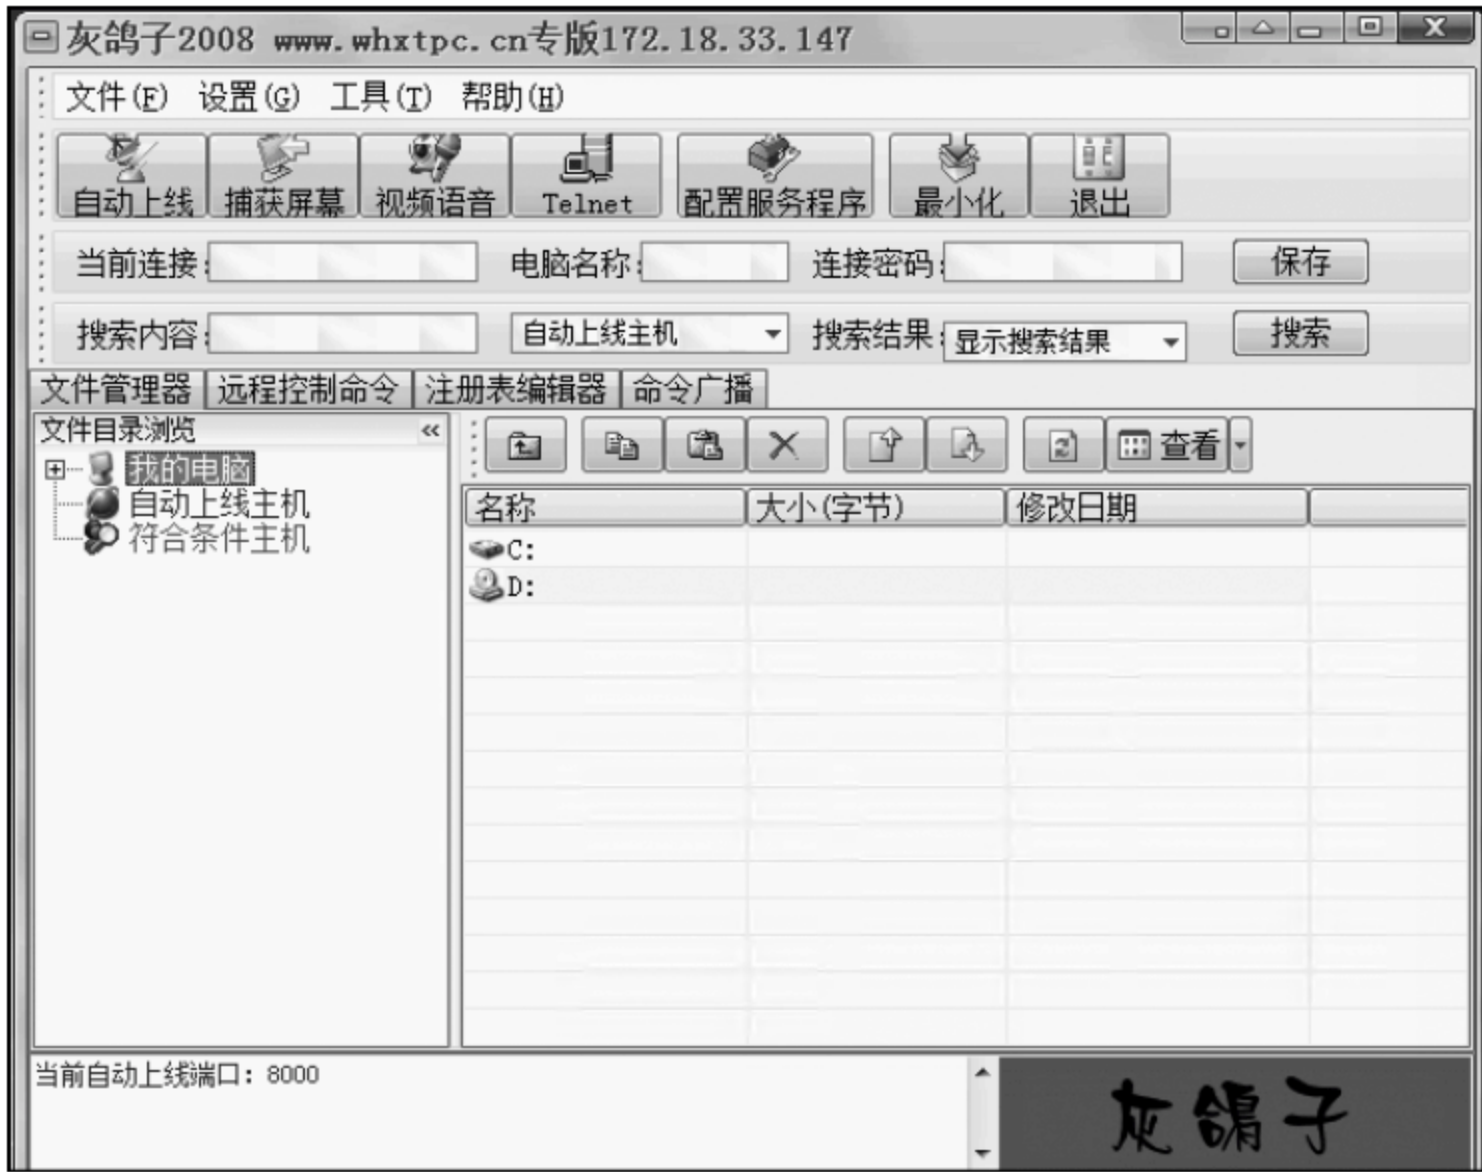 灰鸽子2008 www.whxtpc.cn专版172.18.33.147
文件(F) 设置(G) 工具(T) 帮助(H)
自动上线 捕获屏幕 视频语音 Telnet 配置服务程序 最小化 退出
当前连接: 电脑名称: 连接密码: 保存
搜索内容: 自动上线主机 搜索结果: 显示搜索结果 搜索
文件管理器 远程控制命令 注册表编辑器 命令广播
文件目录浏览 « 查看
我的电脑
自动上线主机
符合条件主机
名称 大小(字节) 修改日期
C:
D:
当前自动上线端口: 8000
灰鸽子